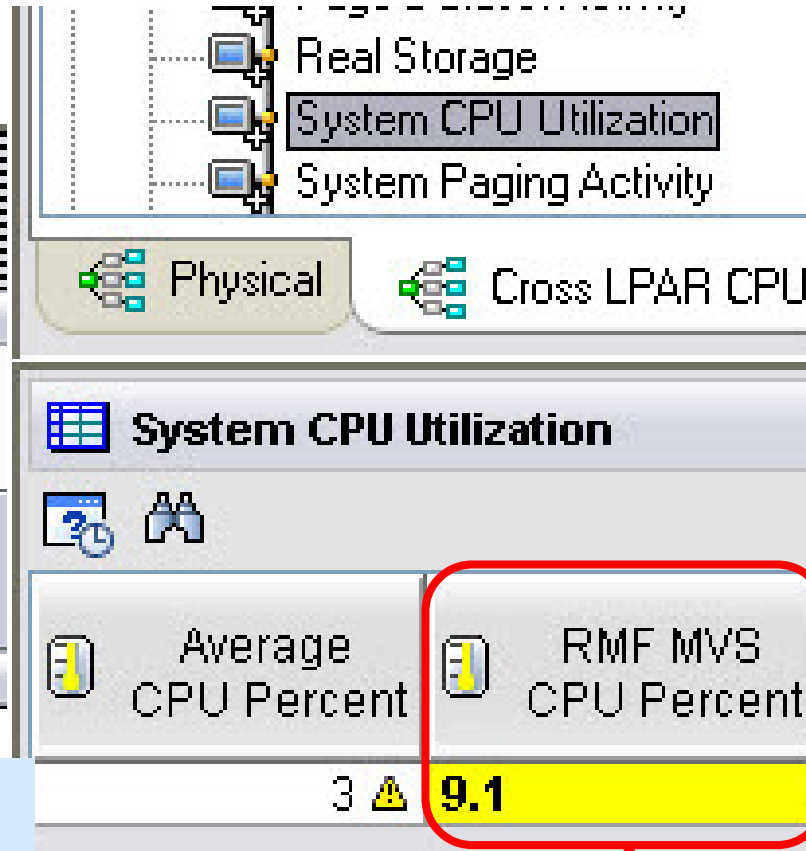 Real Storage
System CPU Utilization
System Paging Activity
Physical
Cross LPAR CPU
System CPU Utilization
Average
CPU Percent
RMF MVS
CPU Percent
3
9.1